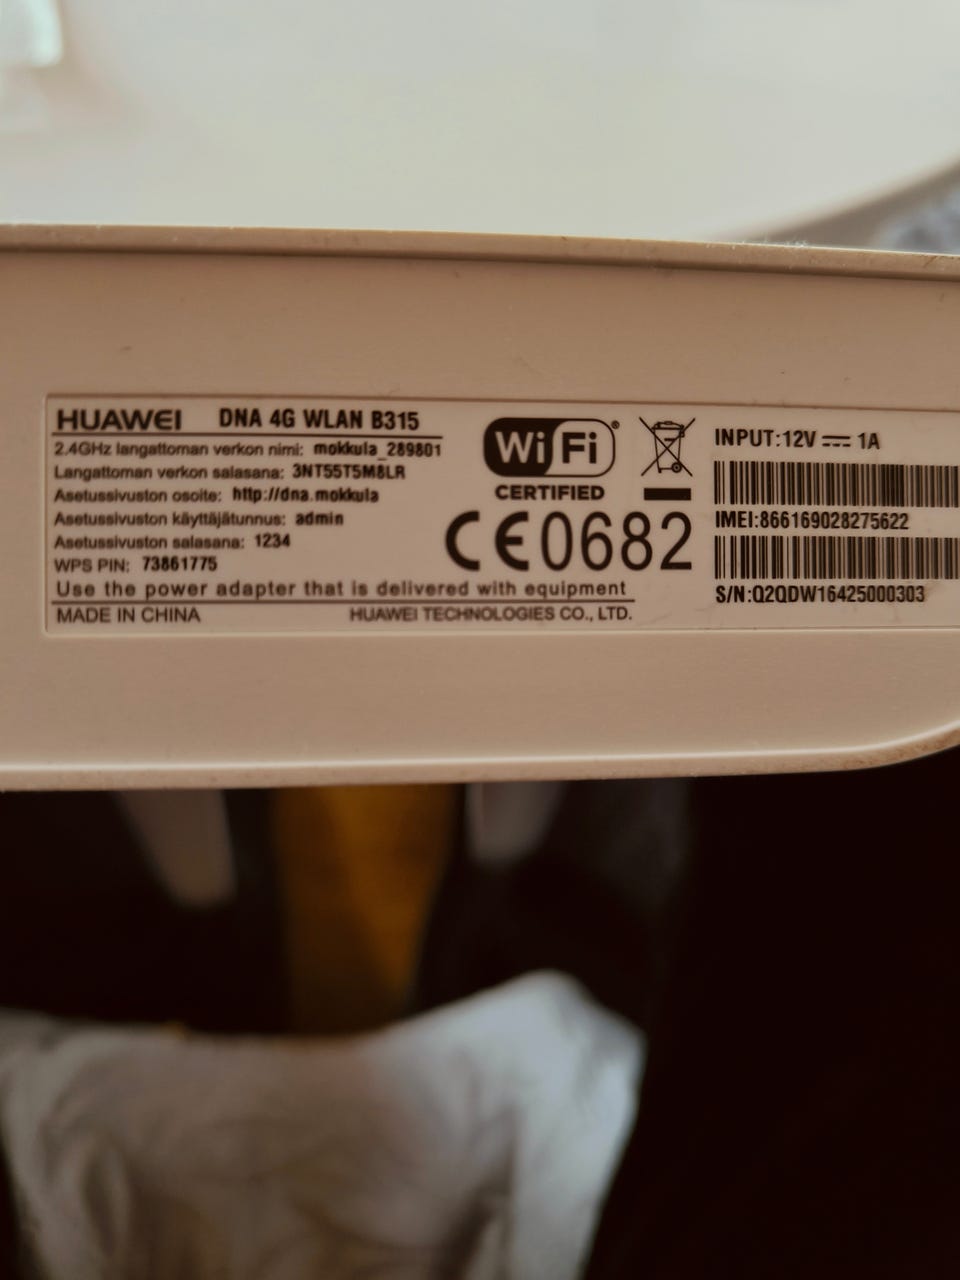 HUAWEI DNA 4G WLAN B315
2.4GHz langattoman verkon nimi: mokkula_289801
Langattoman verkon salasana: 3NT55T5M8LR
Asetussivuston osoite: http://dna.mokkula
Asetussivuston käyttäjätunnus: admin
Asetussivuston salasana: 1234
WPS PIN: 73861775
Use the power adapter that is delivered with equipment
MADE IN CHINA HUAWEI TECHNOLOGIES CO., LTD.
Wi Fi®
CERTIFIED
CE0682
INPUT:12V ⎓ 1A
IMEI:866169028275622
S/N:Q2QDW16425000303